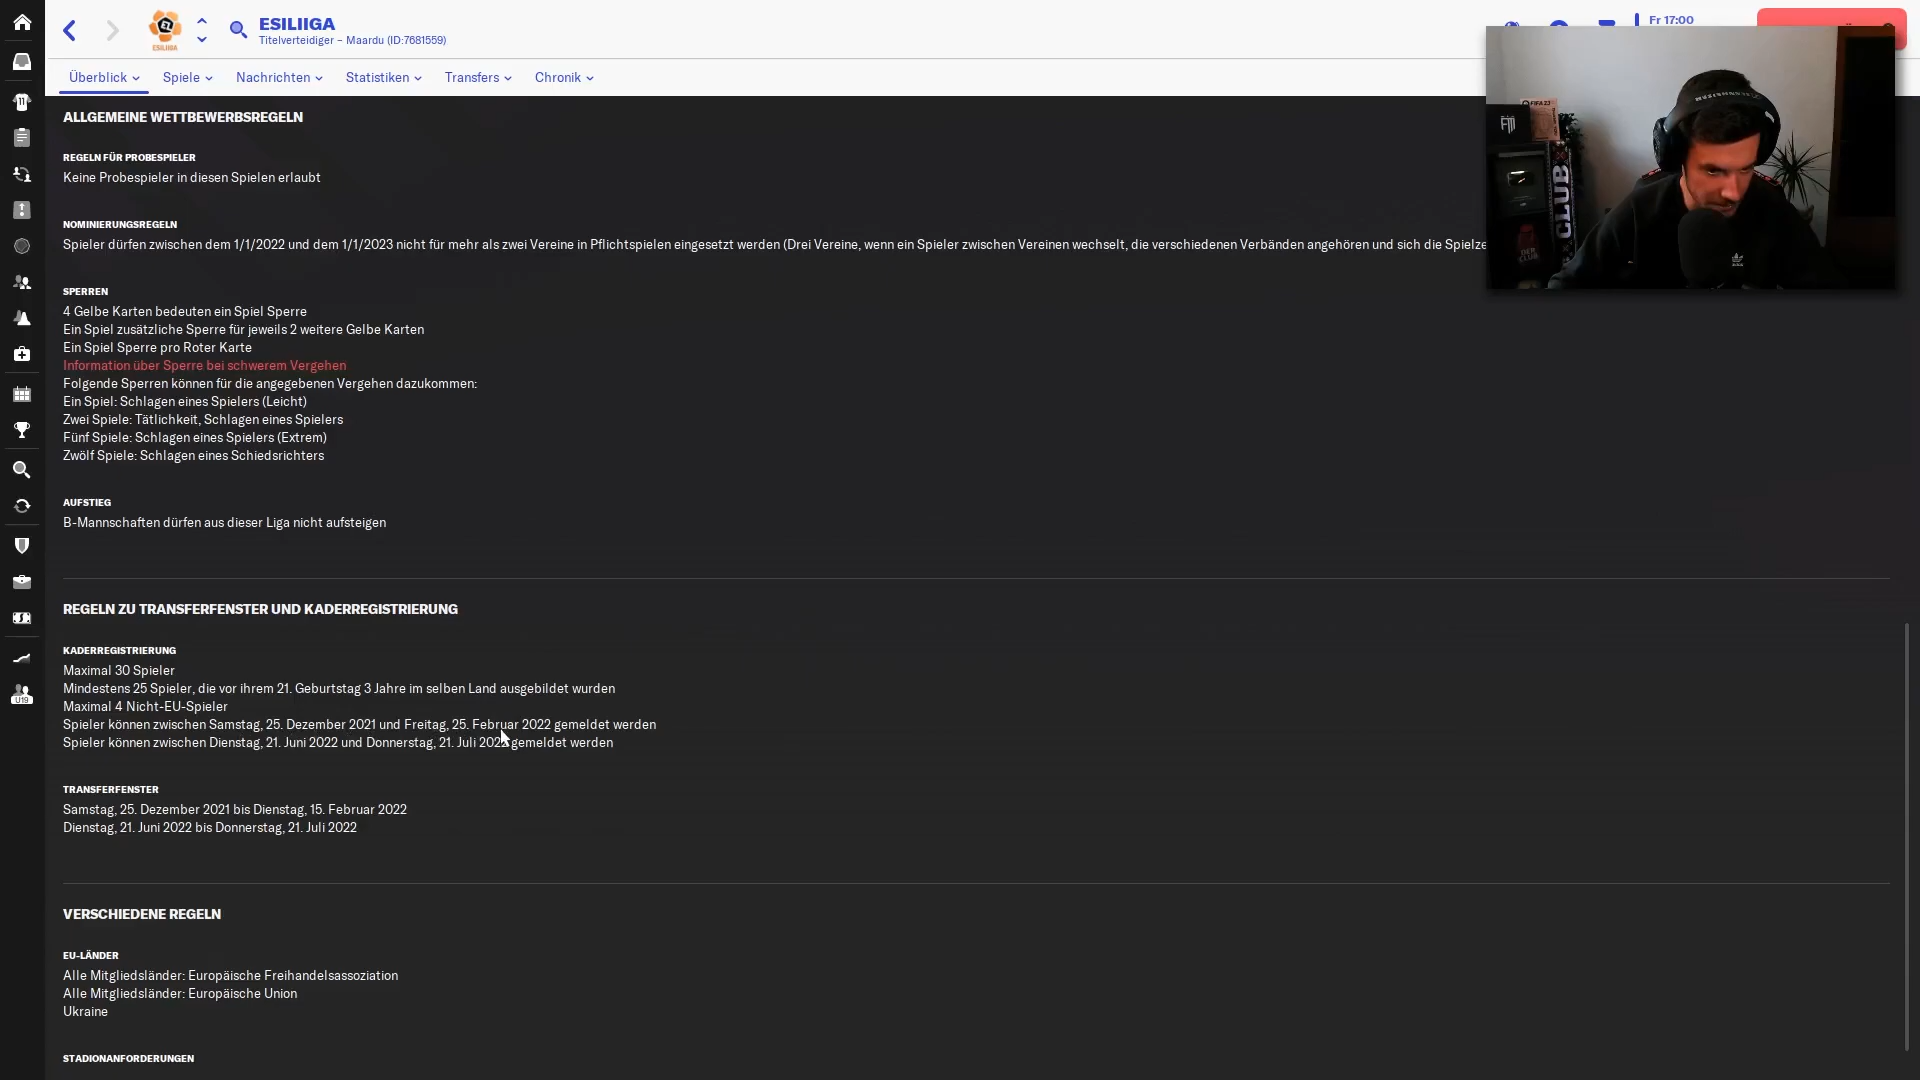 ESILIIGA
Titelverteidiger – Maardu (ID:7681559)
Fr 17:00
Überblick
Spiele
Nachrichten
Statistiken
Transfers
Chronik
ALLGEMEINE WETTBEWERBSREGELN
REGELN FÜR PROBESPIELER
Keine Probespieler in diesen Spielen erlaubt
NOMINIERUNGSREGELN
Spieler dürfen zwischen dem 1/1/2022 und dem 1/1/2023 nicht für mehr als zwei Vereine in Pflichtspielen eingesetzt werden (Drei Vereine, wenn ein Spieler zwischen Vereinen wechselt, die verschiedenen Verbänden angehören und sich die Spielze
SPERREN
4 Gelbe Karten bedeuten ein Spiel Sperre
Ein Spiel zusätzliche Sperre für jeweils 2 weitere Gelbe Karten
Ein Spiel Sperre pro Roter Karte
Information über Sperre bei schwerem Vergehen
Folgende Sperren können für die angegebenen Vergehen dazukommen:
Ein Spiel: Schlagen eines Spielers (Leicht)
Zwei Spiele: Tätlichkeit, Schlagen eines Spielers
Fünf Spiele: Schlagen eines Spielers (Extrem)
Zwölf Spiele: Schlagen eines Schiedsrichters
AUFSTIEG
B-Mannschaften dürfen aus dieser Liga nicht aufsteigen
REGELN ZU TRANSFERFENSTER UND KADERREGISTRIERUNG
KADERREGISTRIERUNG
Maximal 30 Spieler
Mindestens 25 Spieler, die vor ihrem 21. Geburtstag 3 Jahre im selben Land ausgebildet wurden
Maximal 4 Nicht-EU-Spieler
Spieler können zwischen Samstag, 25. Dezember 2021 und Freitag, 25. Februar 2022 gemeldet werden
Spieler können zwischen Dienstag, 21. Juni 2022 und Donnerstag, 21. Juli 2022 gemeldet werden
TRANSFERFENSTER
Samstag, 25. Dezember 2021 bis Dienstag, 15. Februar 2022
Dienstag, 21. Juni 2022 bis Donnerstag, 21. Juli 2022
VERSCHIEDENE REGELN
EU-LÄNDER
Alle Mitgliedsländer: Europäische Freihandelsassoziation
Alle Mitgliedsländer: Europäische Union
Ukraine
STADIONANFORDERUNGEN
U19
FIFA 23
FM
CLUB
DER
CLUB